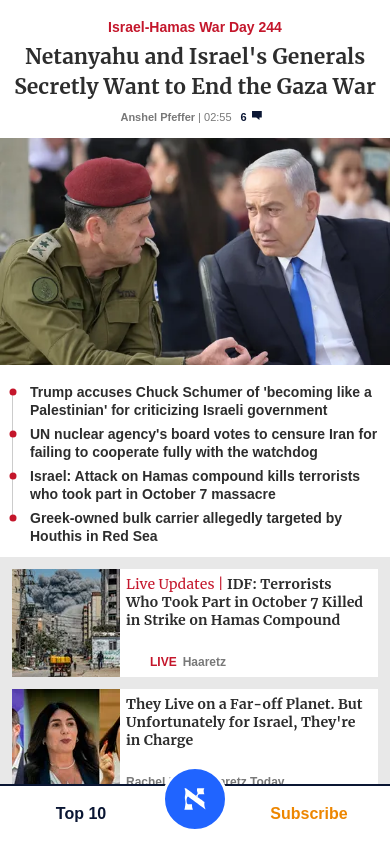 Israel-Hamas War Day 244
Netanyahu and Israel's Generals
Secretly Want to End the Gaza War
Anshel Pfeffer | 02:55 6
Trump accuses Chuck Schumer of 'becoming like a
Palestinian' for criticizing Israeli government
UN nuclear agency's board votes to censure Iran for
failing to cooperate fully with the watchdog
Israel: Attack on Hamas compound kills terrorists
who took part in October 7 massacre
Greek-owned bulk carrier allegedly targeted by
Houthis in Red Sea
Live Updates | IDF: Terrorists
Who Took Part in October 7 Killed
in Strike on Hamas Compound
LIVE Haaretz
They Live on a Far-off Planet. But
Unfortunately for Israel, They're
in Charge
Rachel Today
Top 10
Subscribe